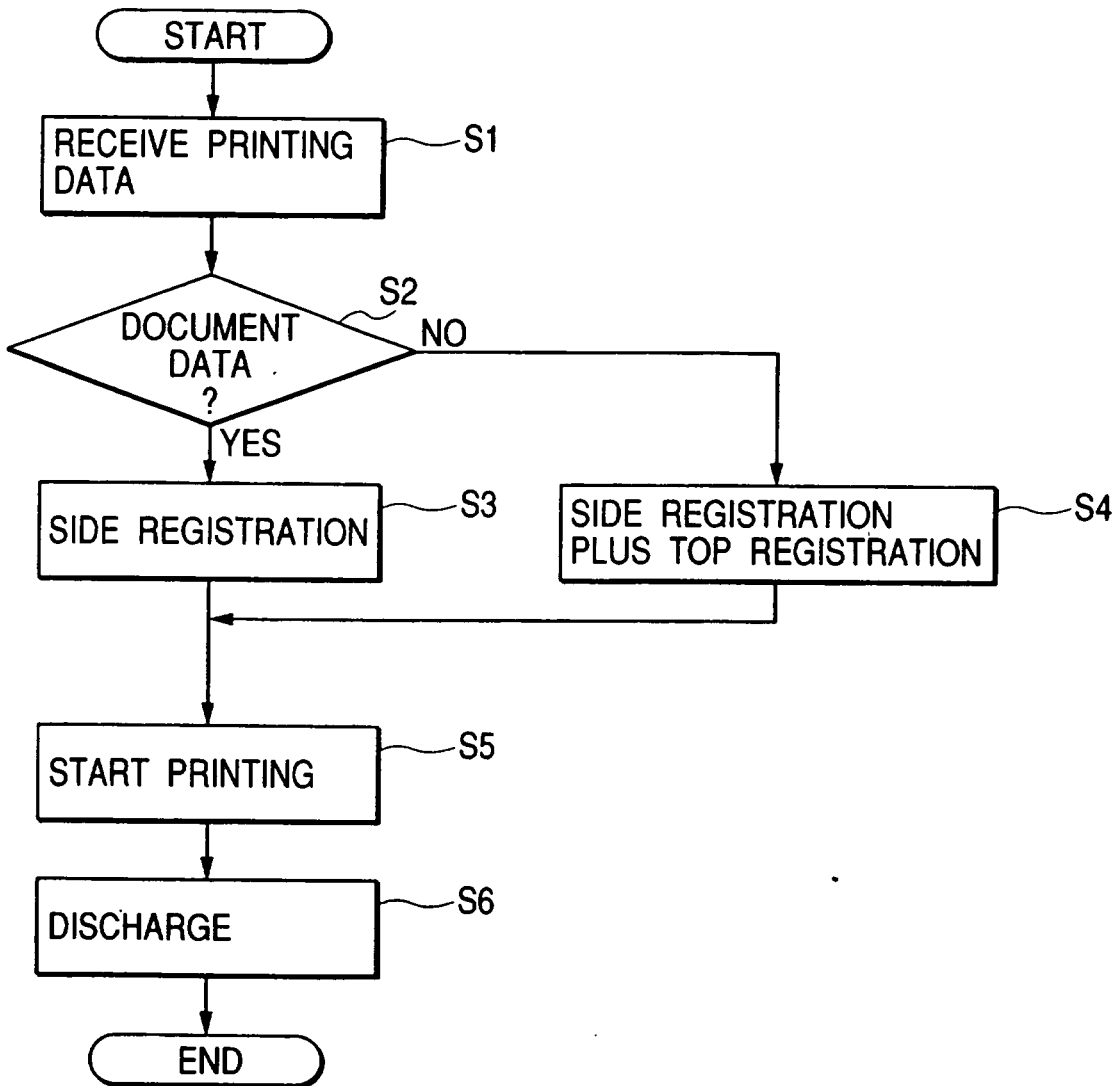 START
RECEIVE PRINTING
DATA
S1
S2
DOCUMENT
DATA
?
NO
YES
SIDE REGISTRATION
S3
SIDE REGISTRATION
PLUS TOP REGISTRATION
S4
START PRINTING
S5
DISCHARGE
S6
END